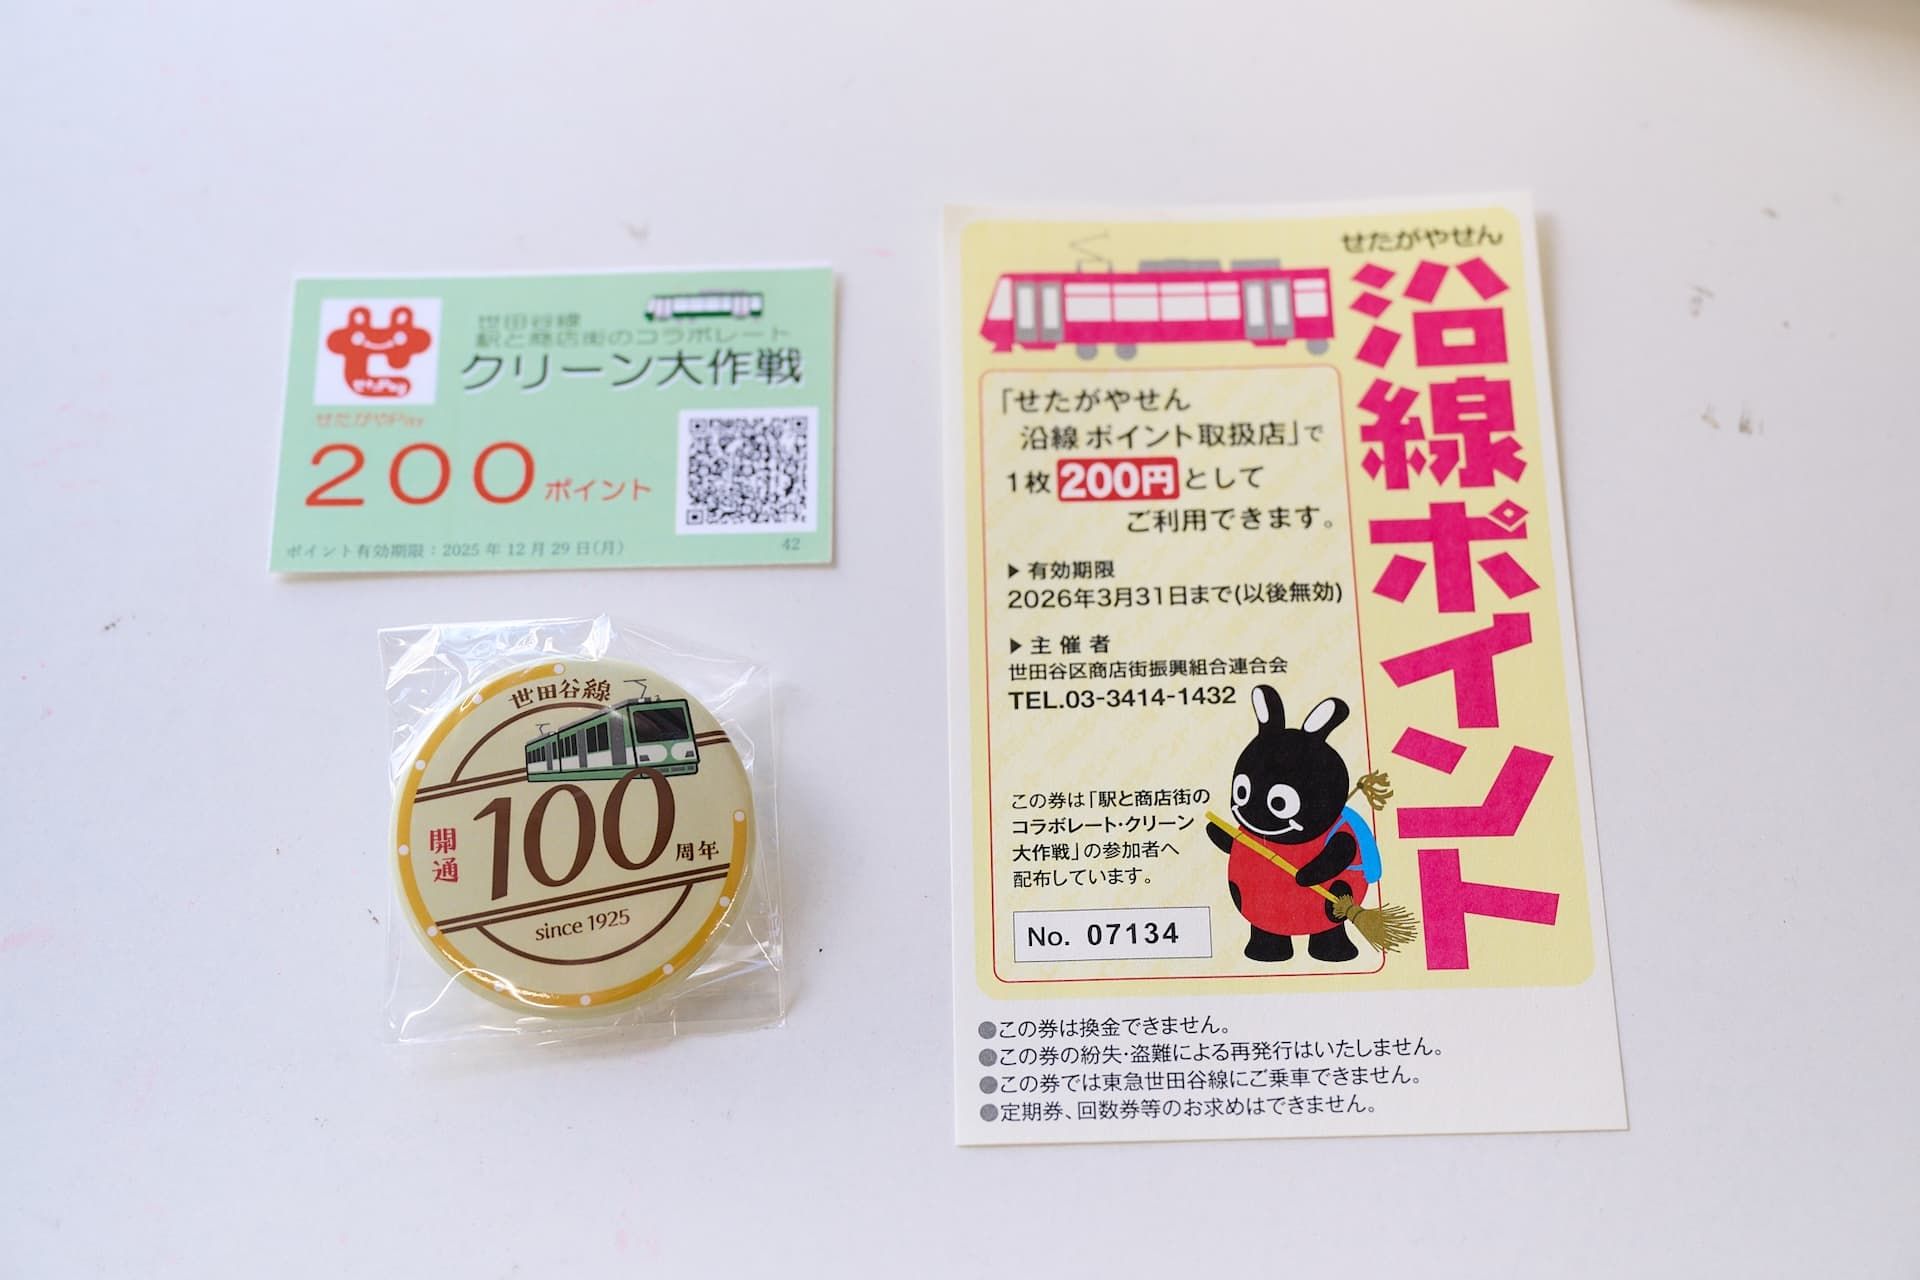 せたPay
せたがやPay
世田谷線
駅と商店街のコラボレート
クリーン大作戦
200ポイント
ポイント有効期限：2025年12月29日(月)
42
世田谷線
開通
100周年
since 1925
せたがやせん
沿線ポイント
「せたがやせん
沿線ポイント取扱店」で
1枚200円として
ご利用できます。
▶有効期限
2026年3月31日まで(以後無効)
▶主催者
世田谷区商店街振興組合連合会
TEL.03-3414-1432
この券は「駅と商店街の
コラボレート・クリーン
大作戦」の参加者へ
配布しています。
No. 07134
●この券は換金できません。
●この券の紛失・盗難による再発行はいたしません。
●この券では東急世田谷線にご乗車できません。
●定期券、回数券等のお求めはできません。